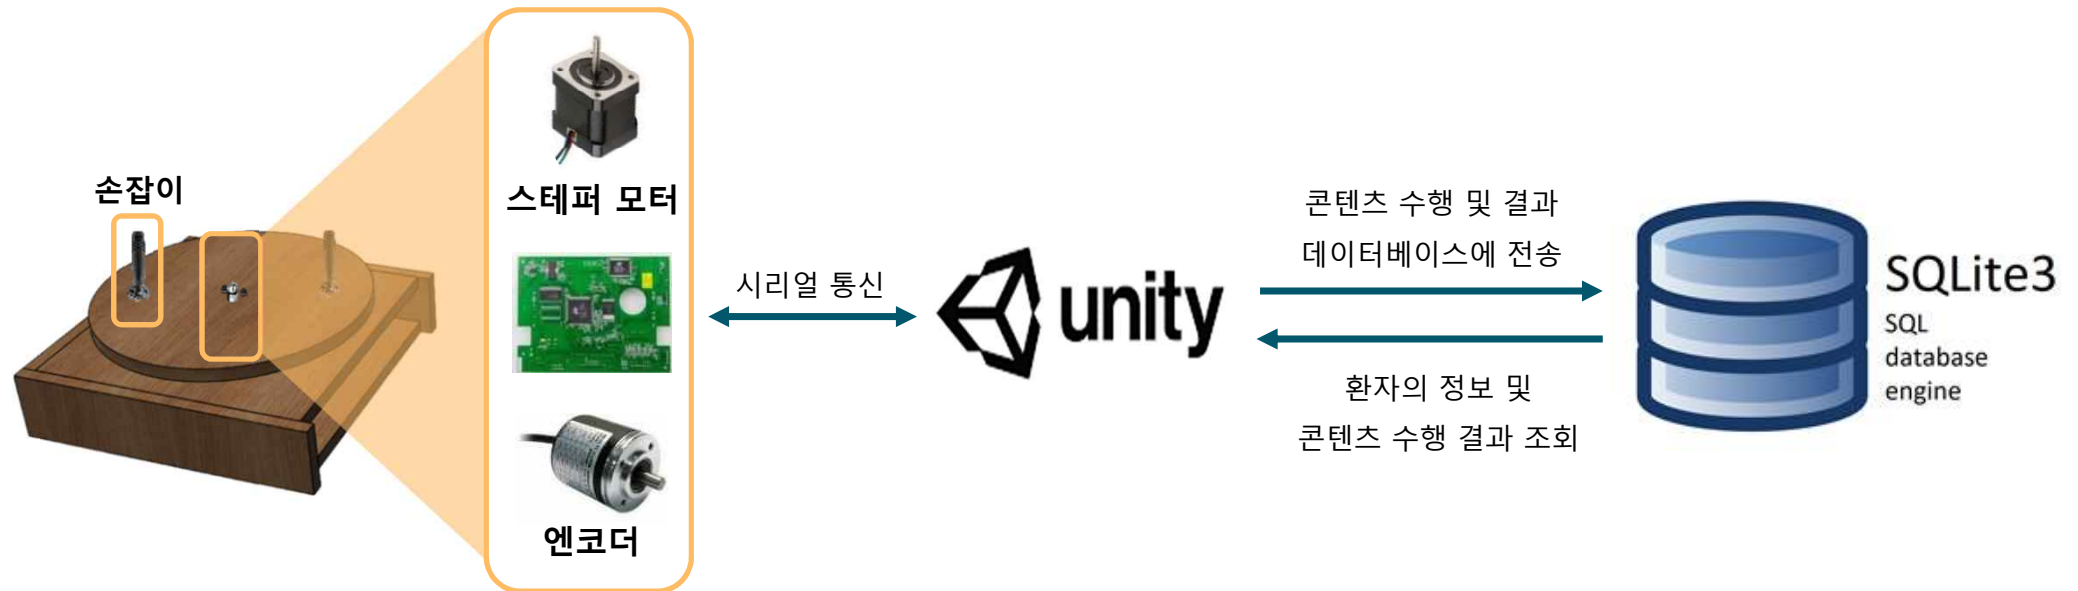 손잡이
스테퍼 모터
엔코더
시리얼 통신
unity
콘텐츠 수행 및 결과
데이터베이스에 전송
환자의 정보 및
콘텐츠 수행 결과 조회
SQLite3
SQL
database
engine